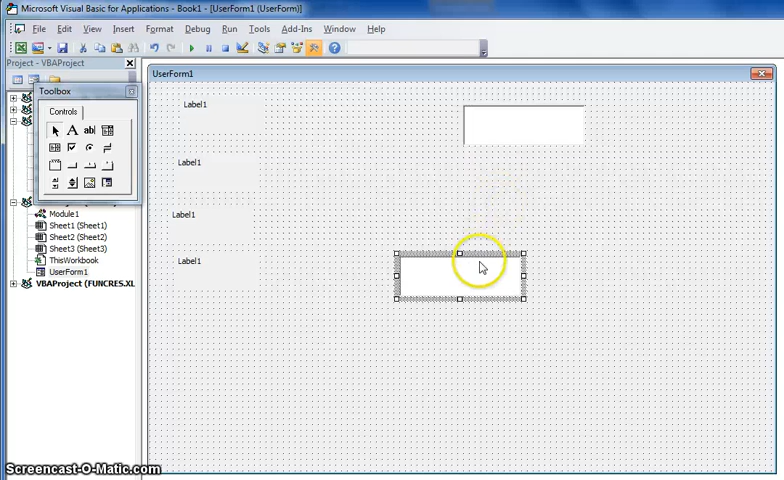 Microsoft Visual Basic for Applications - Book1 - [UserForm1 (UserForm)]
File Edit View Insert Format Debug Run Tools Add-Ins Window Help
Project - VBAProject
UserForm1
Toolbox
Controls
A ab|
Label1
Label1
Label1
Label1
Module1
Sheet1 (Sheet1)
Sheet2 (Sheet2)
Sheet3 (Sheet3)
ThisWorkbook
UserForm1
VBAProject (FUNCRES.XL
Screencast-O-Matic.com